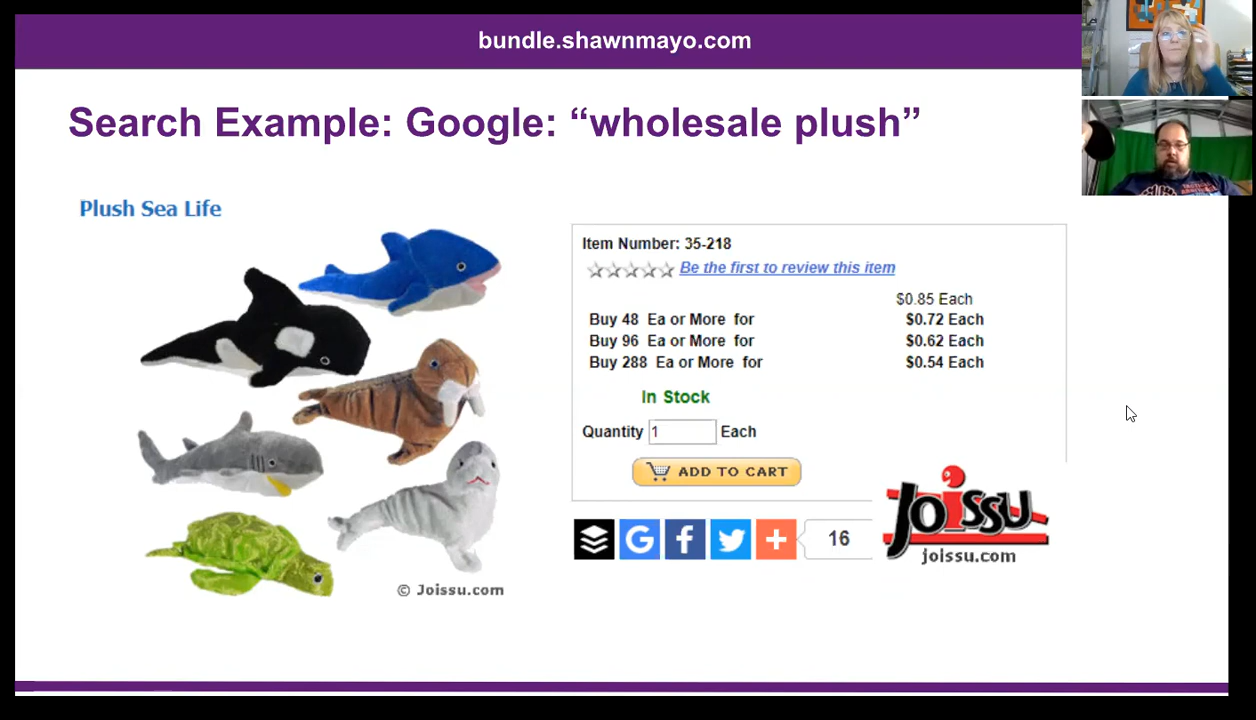 bundle.shawnmayo.com
Search Example: Google: “wholesale plush”
Plush Sea Life
Item Number: 35-218
Be the first to review this item
$0.85 Each
Buy 48 Ea or More for $0.72 Each
Buy 96 Ea or More for $0.62 Each
Buy 288 Ea or More for $0.54 Each
In Stock
Quantity 1 Each
ADD TO CART
G f + 16
Joissu
joissu.com
© Joissu.com